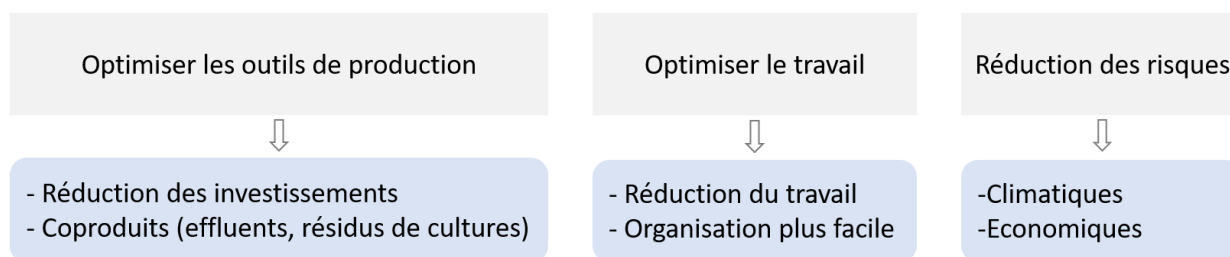 Optimiser les outils de production
- Réduction des investissements
- Coproduits (effluents, résidus de cultures)
Optimiser le travail
- Réduction du travail
- Organisation plus facile
Réduction des risques
-Climatiques
-Economiques